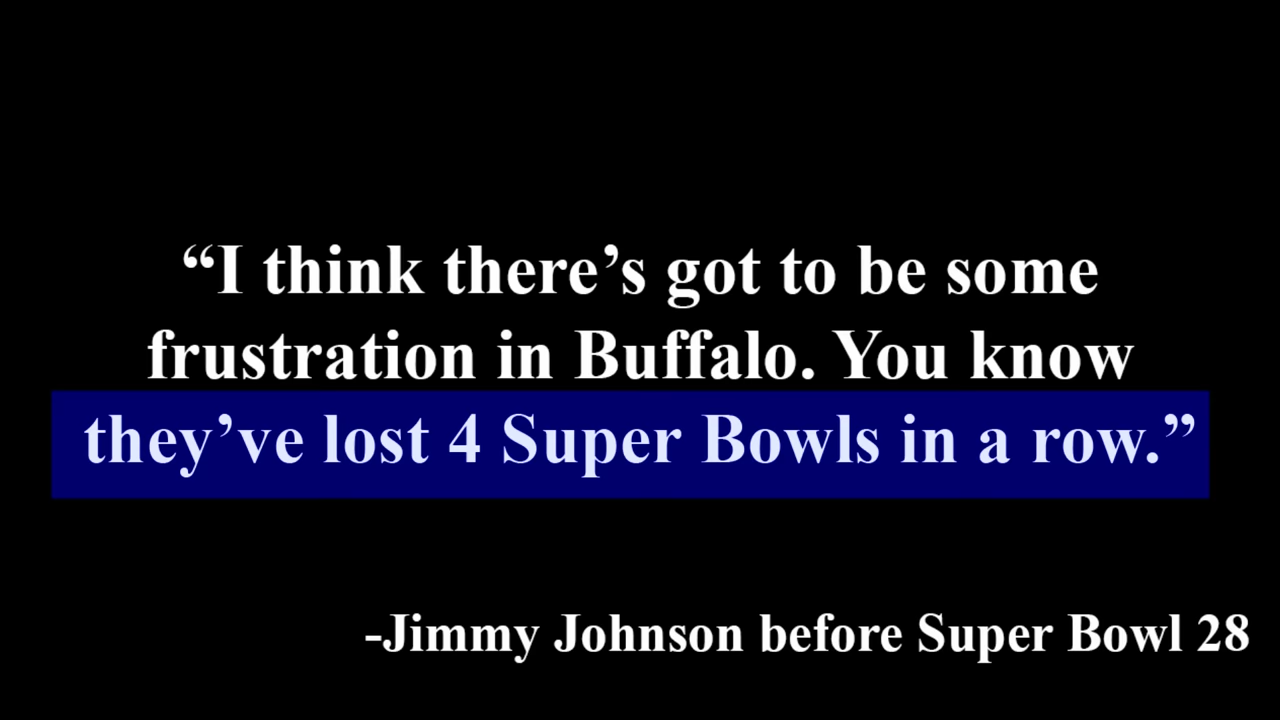 “I think there’s got to be some
frustration in Buffalo. You know
they’ve lost 4 Super Bowls in a row.”
-Jimmy Johnson before Super Bowl 28